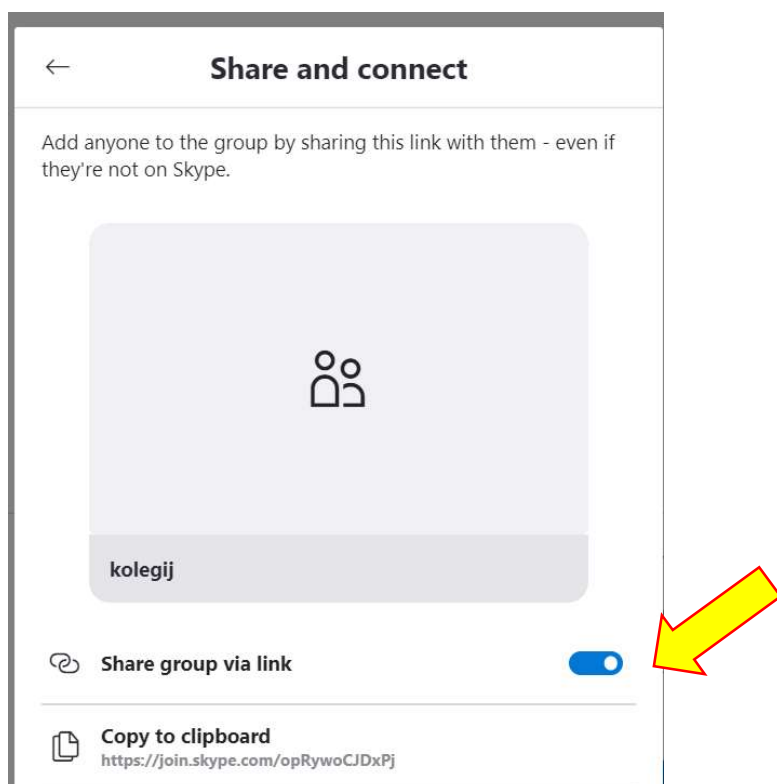 Share and connect
Add anyone to the group by sharing this link with them - even if
they're not on Skype.
kolegij
Share group via link
Copy to clipboard
https://join.skype.com/opRywoCJDxPj